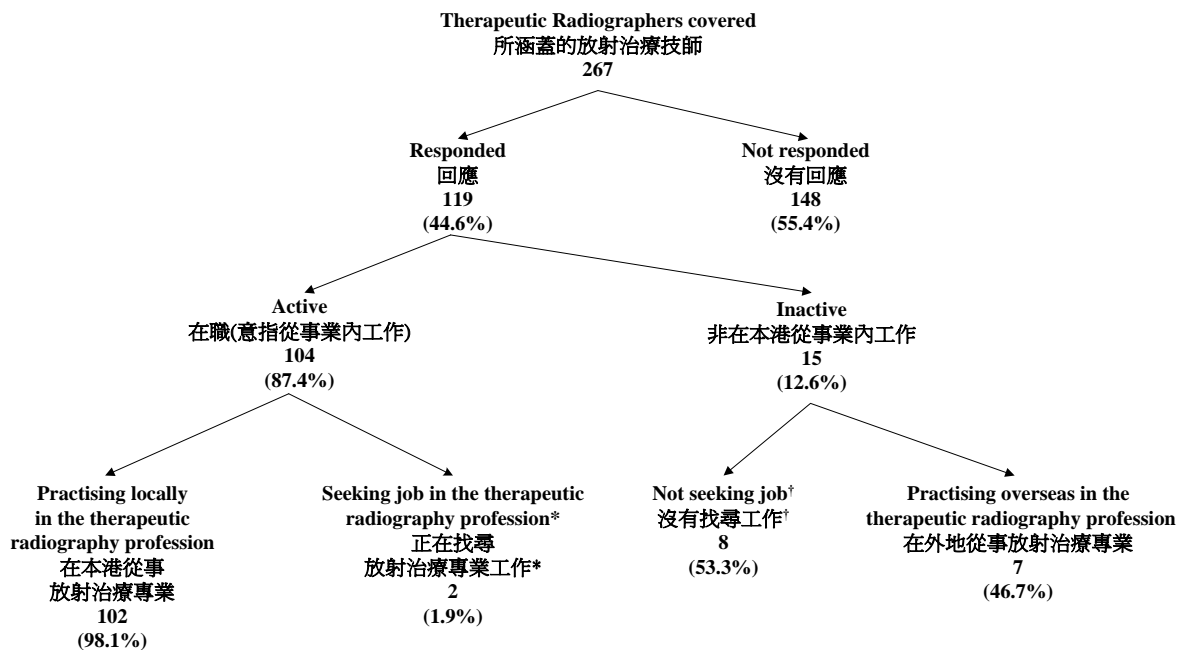 Therapeutic Radiographers covered
所涵蓋的放射治療技師
267
Responded
回應
119
(44.6%)
Not responded
沒有回應
148
(55.4%)
Active
在職(意指從事業內工作)
104
(87.4%)
Inactive
非在本港從事業內工作
15
(12.6%)
Practising locally
in the therapeutic
radiography profession
在本港從事
放射治療專業
102
(98.1%)
Seeking job in the therapeutic
radiography profession*
正在找尋
放射治療專業工作*
2
(1.9%)
Not seeking job†
沒有找尋工作†
8
(53.3%)
Practising overseas in the
therapeutic radiography profession
在外地從事放射治療專業
7
(46.7%)